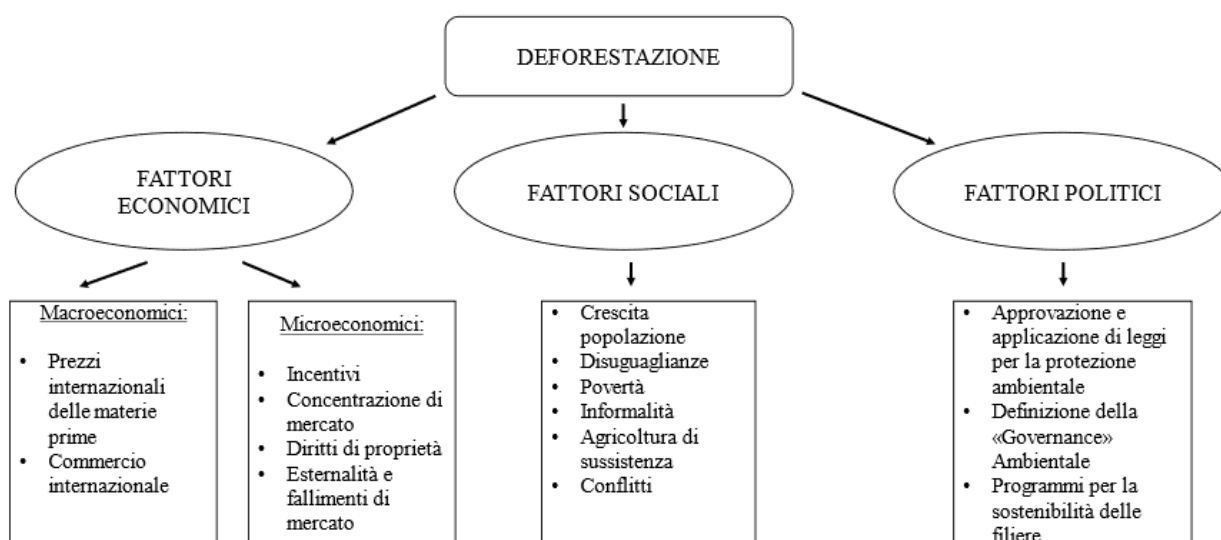 DEFORESTAZIONE
FATTORI
ECONOMICI
FATTORI SOCIALI
FATTORI POLITICI
Macroeconomici:
• Prezzi
internazionali
delle materie
prime
• Commercio
internazionale
Microeconomici:
• Incentivi
• Concentrazione di
mercato
• Diritti di proprietà
• Esternalità e
fallimenti di
mercato
• Crescita
popolazione
• Disuguaglianze
• Povertà
• Informalità
• Agricoltura di
sussistenza
• Conflitti
• Approvazione e
applicazione di leggi
per la protezione
ambientale
• Definizione della
«Governance»
Ambientale
• Programmi per la
sostenibilità delle
filiere